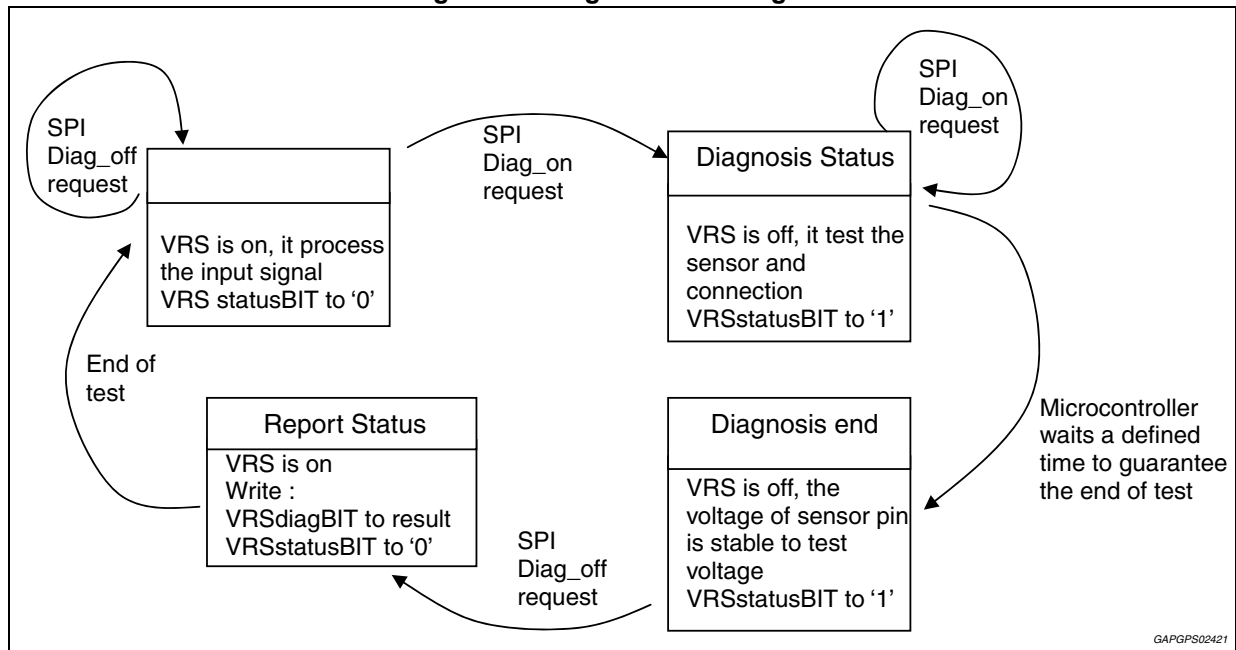 SPI
Diag_off
request
VRS is on, it process
the input signal
VRS statusBIT to ‘0’
SPI
Diag_on
request
Diagnosis Status
VRS is off, it test the
sensor and
connection
VRSstatusBIT to ‘1’
SPI
Diag_on
request
End of
test
Report Status
VRS is on
Write :
VRSdiagBIT to result
VRSstatusBIT to ‘0’
SPI
Diag_off
request
Diagnosis end
VRS is off, the
voltage of sensor pin
is stable to test
voltage
VRSstatusBIT to ‘1’
Microcontroller
waits a defined
time to guarantee
the end of test
GAPGPS02421